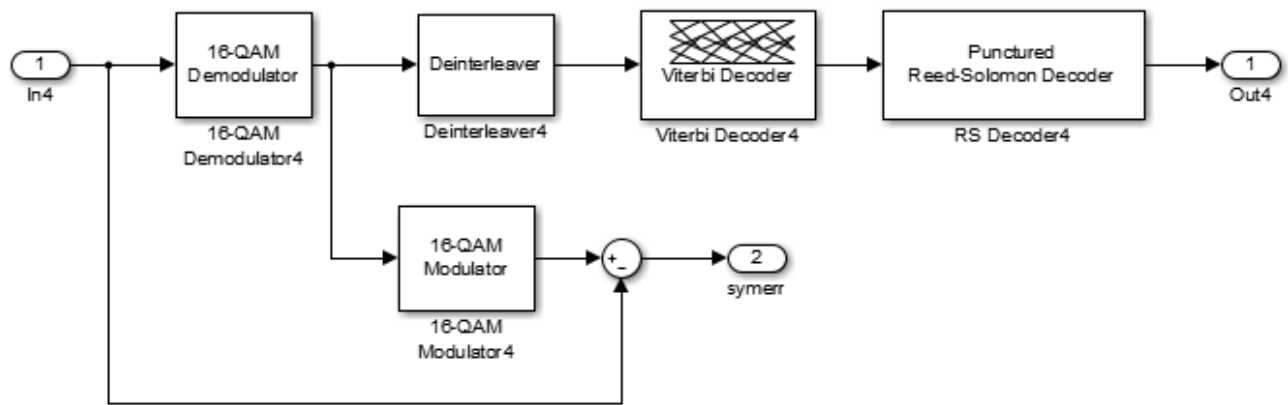 1
In4
16-QAM
Demodulator
16-QAM
Demodulator4
Deinterleaver
Deinterleaver4
Viterbi Decoder
Viterbi Decoder4
Punctured
Reed-Solomon Decoder
RS Decoder4
1
Out4
16-QAM
Modulator
16-QAM
Modulator4
+
−
2
symerr